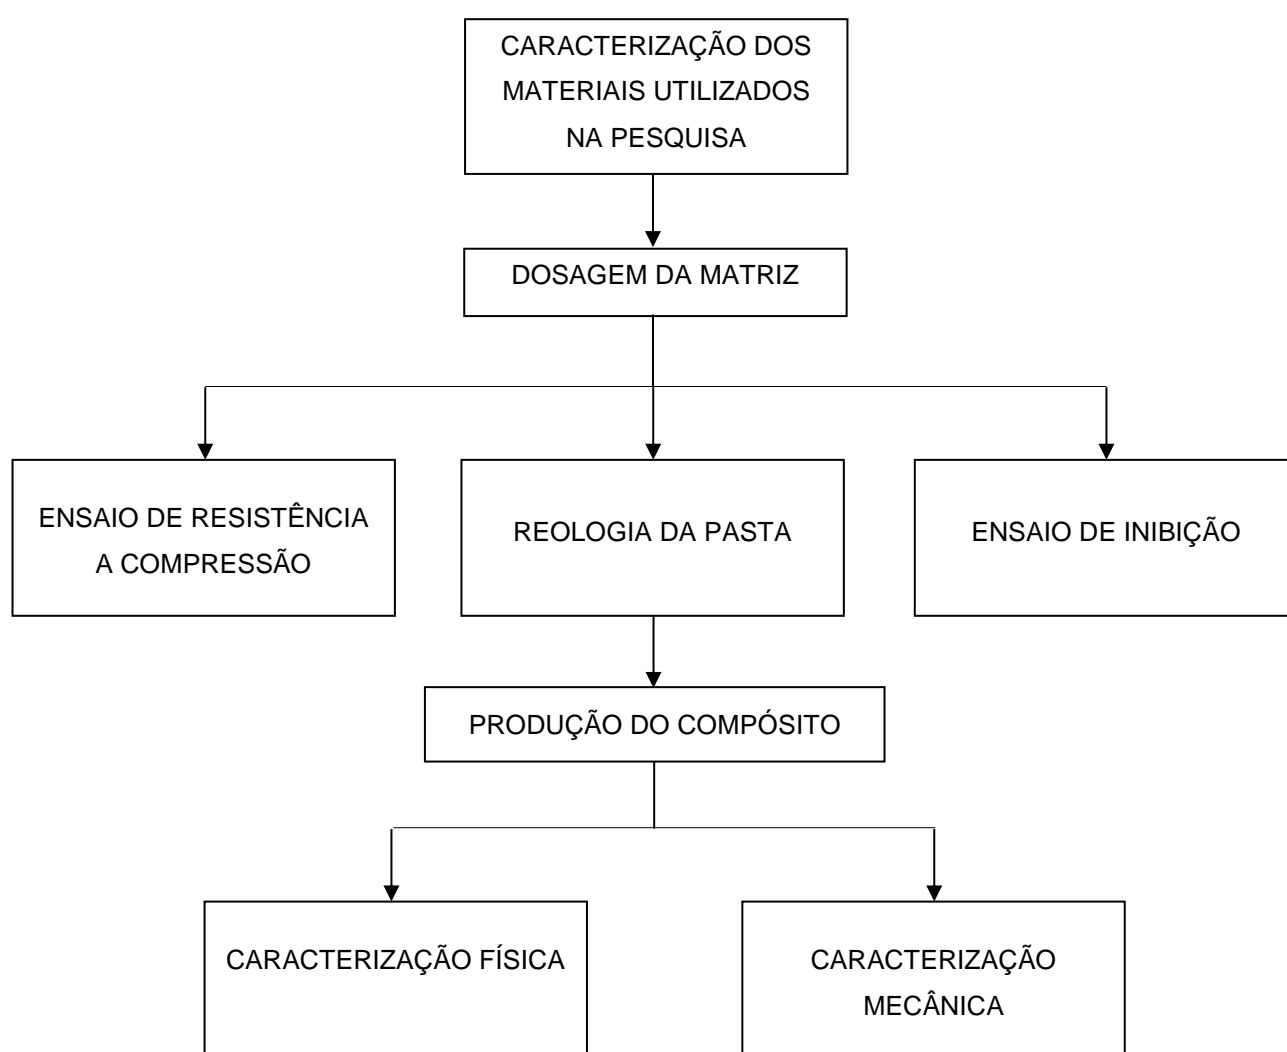 CARACTERIZAÇÃO DOS
MATERIAIS UTILIZADOS
NA PESQUISA
DOSAGEM DA MATRIZ
ENSAIO DE RESISTÊNCIA
A COMPRESSÃO
REOLOGIA DA PASTA
ENSAIO DE INIBIÇÃO
PRODUÇÃO DO COMPÓSITO
CARACTERIZAÇÃO FÍSICA
CARACTERIZAÇÃO
MECÂNICA